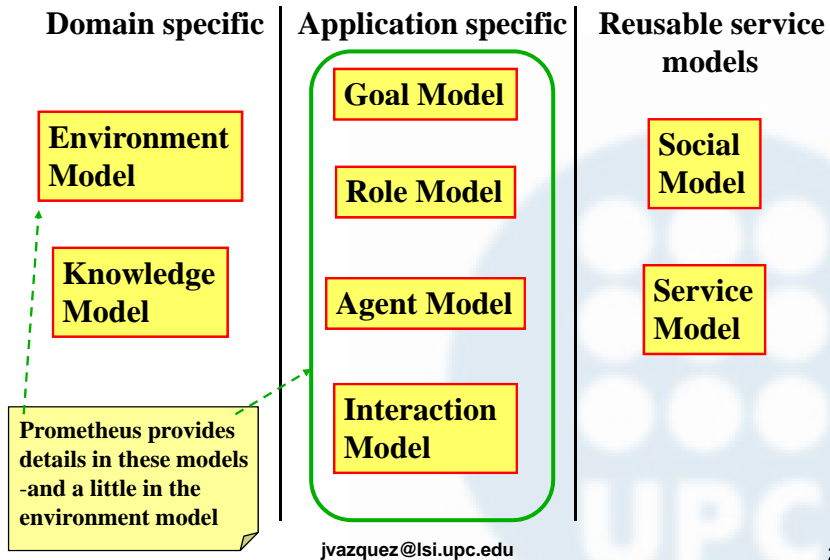 Domain specific
Application specific
Reusable service
models
Environment
Model
Knowledge
Model
Goal Model
Role Model
Agent Model
Interaction
Model
Social
Model
Service
Model
Prometheus provides
details in these models
-and a little in the
environment model
UPC
jvazquez@lsi.upc.edu